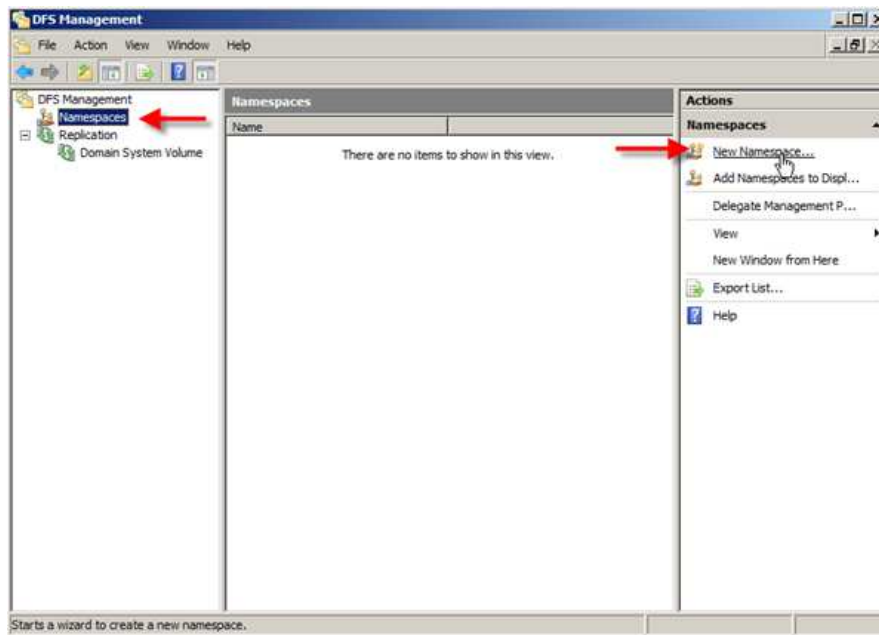 DFS Management
File Action View Window Help
DFS Management
Namespaces
Replication
Domain System Volume
Namespaces
Name
There are no items to show in this view.
Actions
Namespaces
New Namespace...
Add Namespaces to Displ...
Delegate Management P...
View
New Window from Here
Export List...
Help
Starts a wizard to create a new namespace.